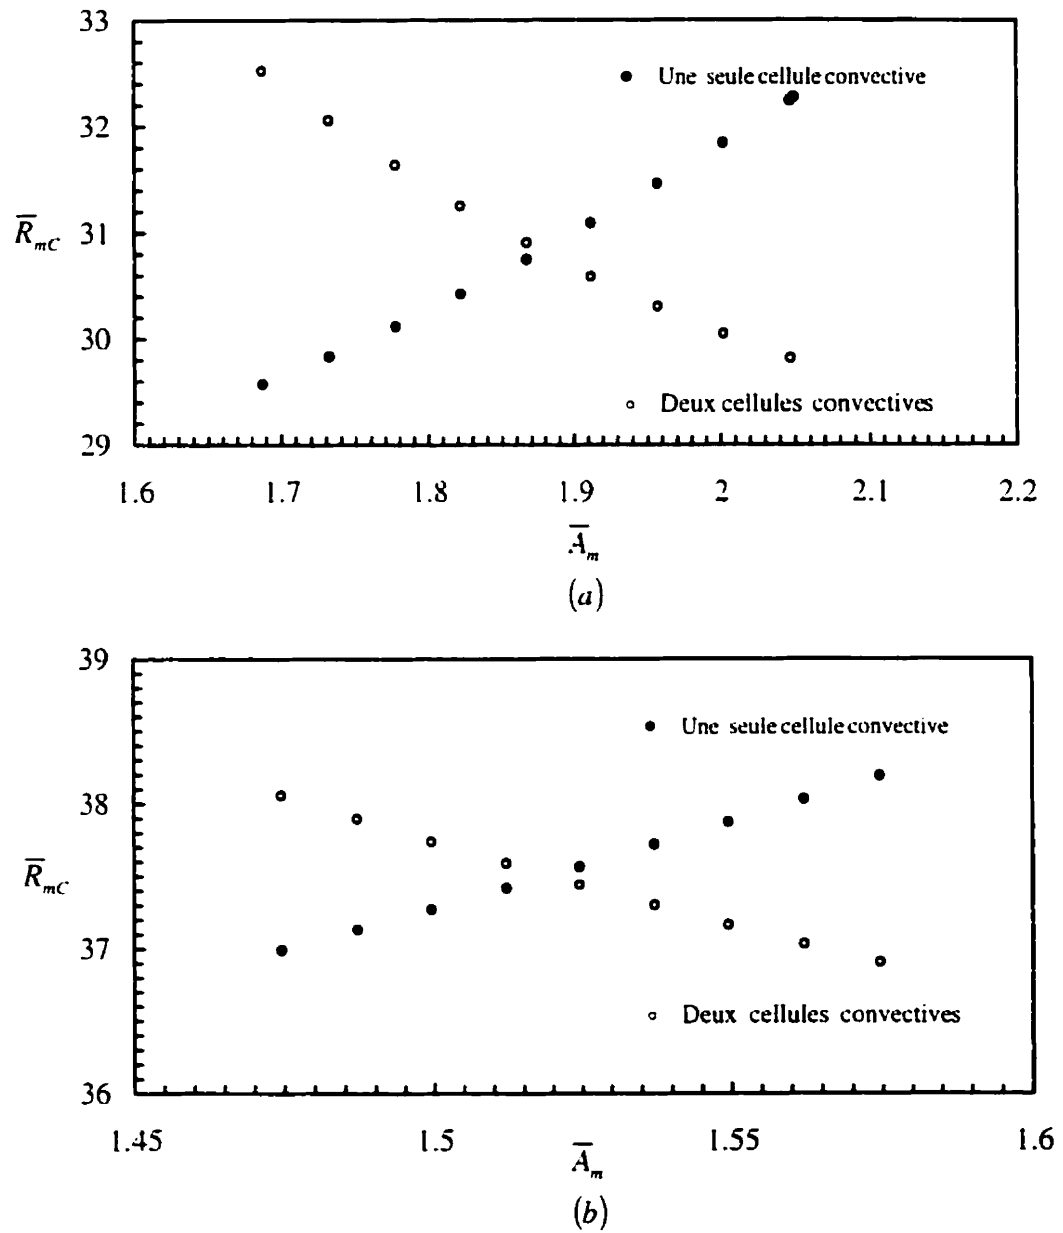 33
Une seule cellule convective
32
31
R̅mC
30
Deux cellules convectives
29
1.6 1.7 1.8 1.9 2 2.1 2.2
A̅m
(a)
39
Une seule cellule convective
38
R̅mC
37
Deux cellules convectives
36
1.45 1.5 1.55 1.6
A̅m
(b)